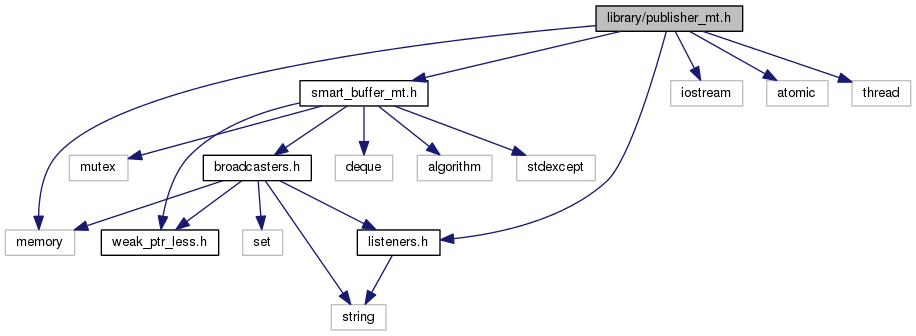 library/publisher_mt.h
smart_buffer_mt.h
iostream
atomic
thread
mutex
broadcasters.h
deque
algorithm
stdexcept
memory
weak_ptr_less.h
set
listeners.h
string